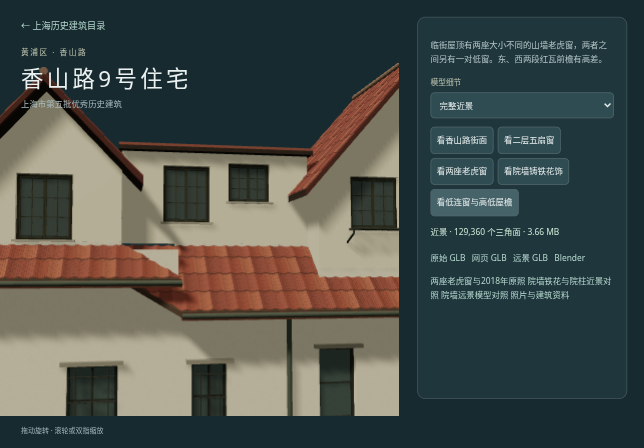 ← 上海历史建筑目录
黄浦区 · 香山路
香山路9号住宅
上海市第五批优秀历史建筑
临街屋顶有两座大小不同的山墙老虎窗，两者之
间另有一对低窗。东、西两段红瓦前檐有高差。
模型细节
完整近景
看香山路街面 看二层五扇窗
看两座老虎窗 看院墙铸铁花饰
看低连窗与高低屋檐
近景 · 129,360 个三角面 · 3.66 MB
原始 GLB 网页 GLB 远景 GLB Blender
两座老虎窗与2018年原照 院墙铁花与院柱近景对
照 院墙远景模型对照 照片与建筑资料
拖动旋转 · 滚轮或双指缩放